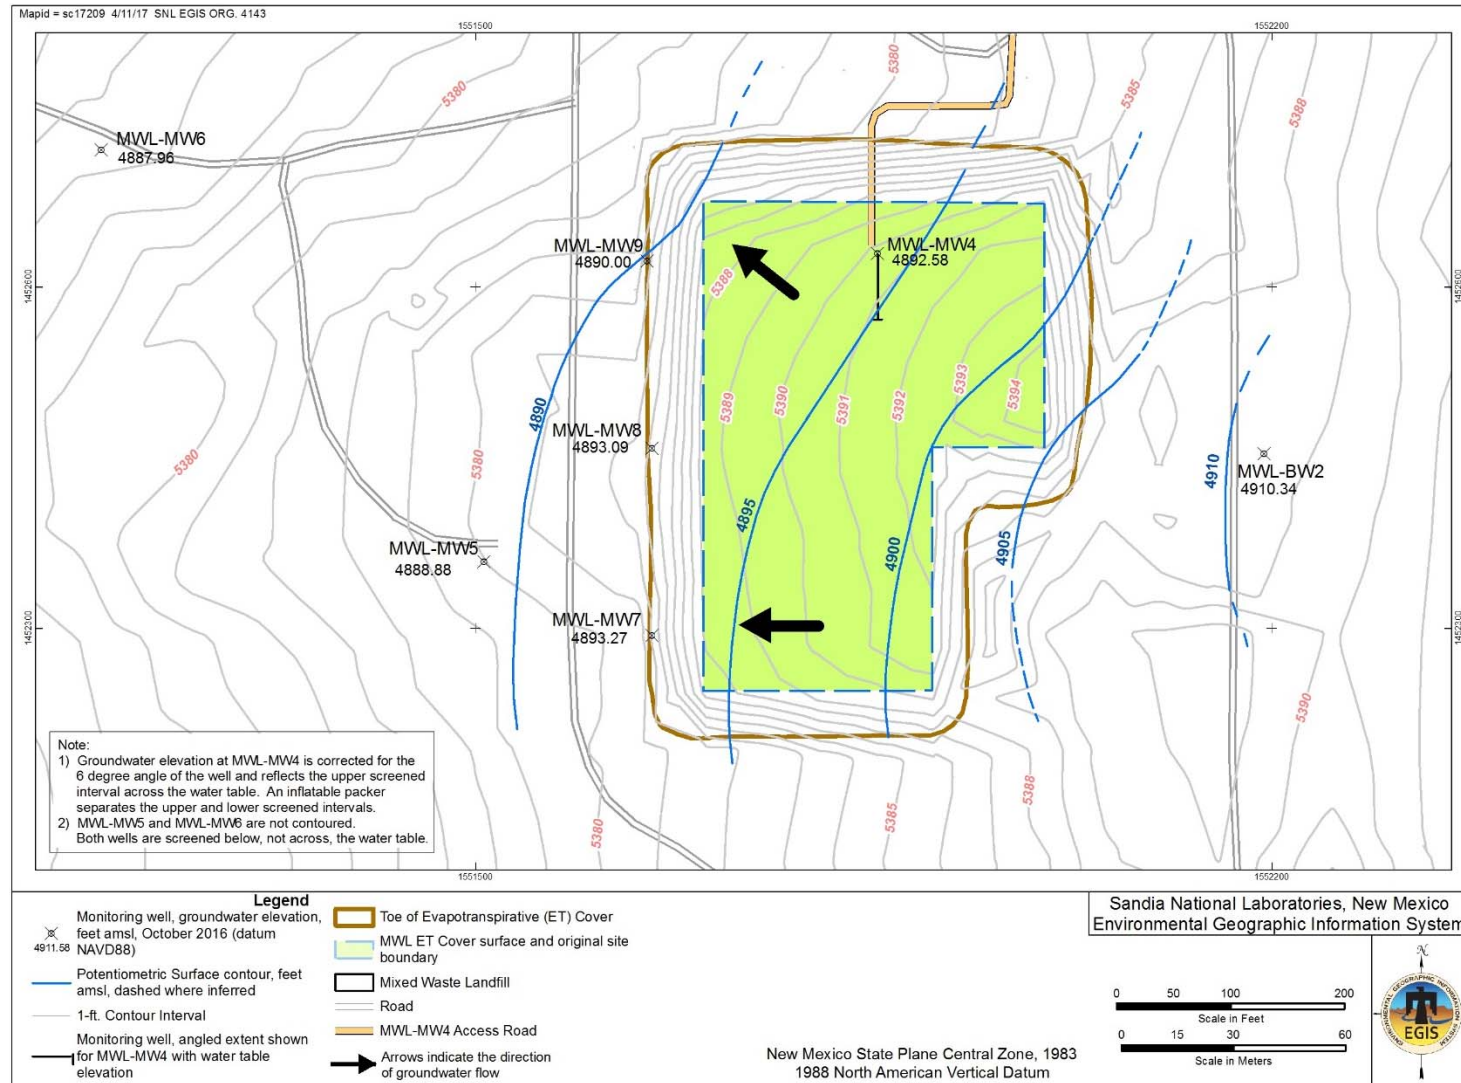 Mapid = sc17209 4/11/17 SNL EGIS ORG. 4143
1551500
1552200
5380
5380
5385
5388
MWL-MW6
4887.96
MWL-MW9
4890.00
MWL-MW4
4892.58
1452600
1452600
5388
5389
5390
5391
5392
5393
5394
4890
MWL-MW8
4893.09
5380
5380
4895
4900
4905
4910
MWL-BW2
4910.34
MWL-MW5
4888.88
MWL-MW7
4893.27
1452300
1452300
5390
5388
5385
5380
Note:
1) Groundwater elevation at MWL-MW4 is corrected for the
6 degree angle of the well and reflects the upper screened
interval across the water table. An inflatable packer
separates the upper and lower screened intervals.
2) MWL-MW5 and MWL-MW6 are not contoured.
Both wells are screened below, not across, the water table.
1551500
1552200
Legend
4911.58
Monitoring well, groundwater elevation,
feet amsl, October 2016 (datum
NAVD88)
Potentiometric Surface contour, feet
amsl, dashed where inferred
1-ft. Contour Interval
Monitoring well, angled extent shown
for MWL-MW4 with water table
elevation
Toe of Evapotranspirative (ET) Cover
MWL ET Cover surface and original site
boundary
Mixed Waste Landfill
Road
MWL-MW4 Access Road
Arrows indicate the direction
of groundwater flow
New Mexico State Plane Central Zone, 1983
1988 North American Vertical Datum
Sandia National Laboratories, New Mexico
Environmental Geographic Information System
0 50 100 200
Scale in Feet
0 15 30 60
Scale in Meters
N
ENVIRONMENTAL GEOGRAPHIC INFORMATION SYSTEM
EGIS